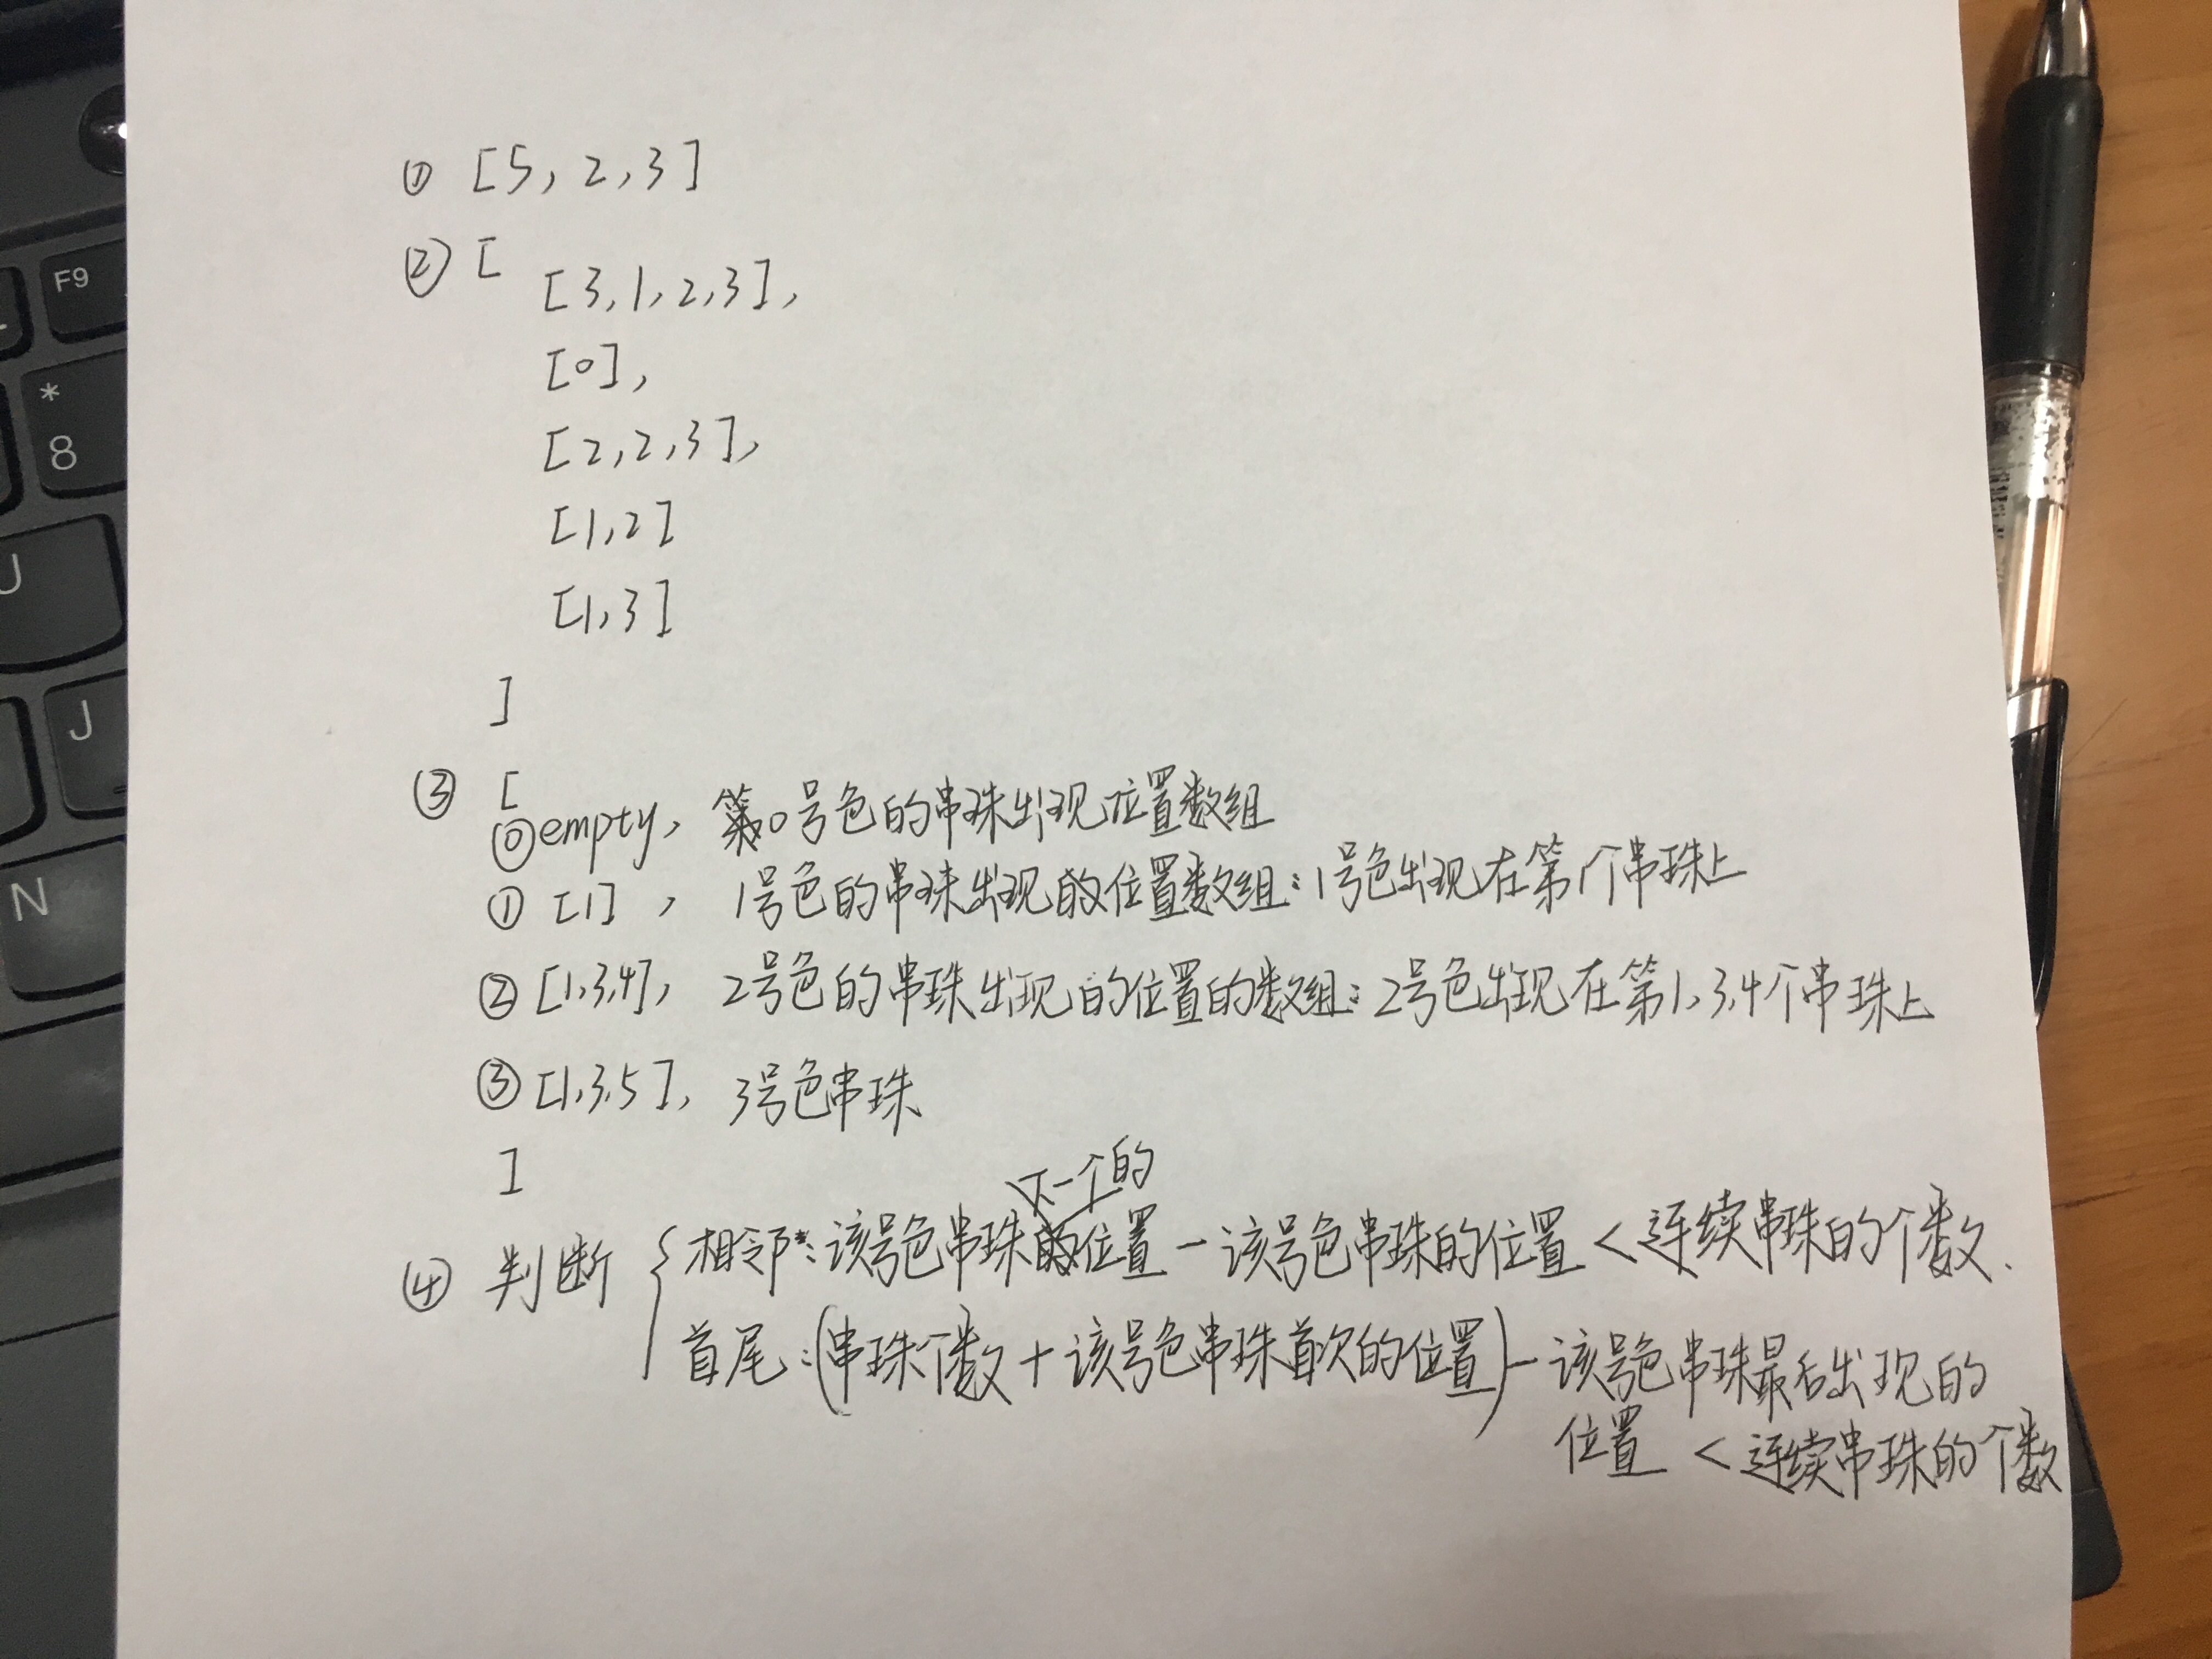 ① [5, 2, 3]
② [
[3, 1, 2, 3],
[0],
[2, 2, 3],
[1, 2]
[1, 3]
]
③ [
⓪ empty, 第0号色的串珠出现位置数组
① [1], 1号色的串珠出现的位置数组:1号色出现在第1个串珠上
② [1,3,4], 2号色的串珠出现的位置的数组:2号色出现在第1,3,4个串珠上
③ [1,3,5], 3号色串珠
]
下一个的
④ 判断 { 相邻:该号色串珠位置 - 该号色串珠的位置 < 连续串珠的个数.
首尾:(串珠个数 + 该号色串珠首次的位置) - 该号色串珠最后出现的
位置 < 连续串珠的个数
F9
*
8
J
J
N